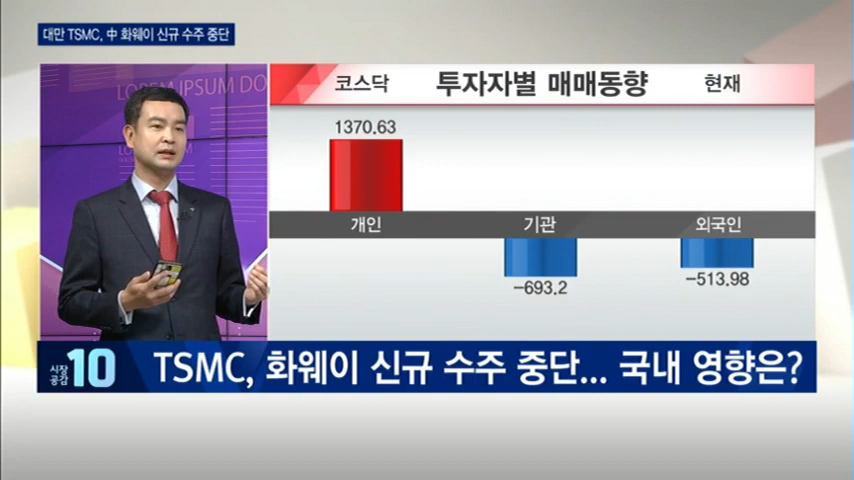 대만 TSMC, 中 화웨이 신규 수주 중단
LOREM IPSUM DO
코스닥 투자자별 매매동향 현재
1370.63
개인 기관 외국인
-693.2 -513.98
시장
공감
10
TSMC, 화웨이 신규 수주 중단... 국내 영향은?